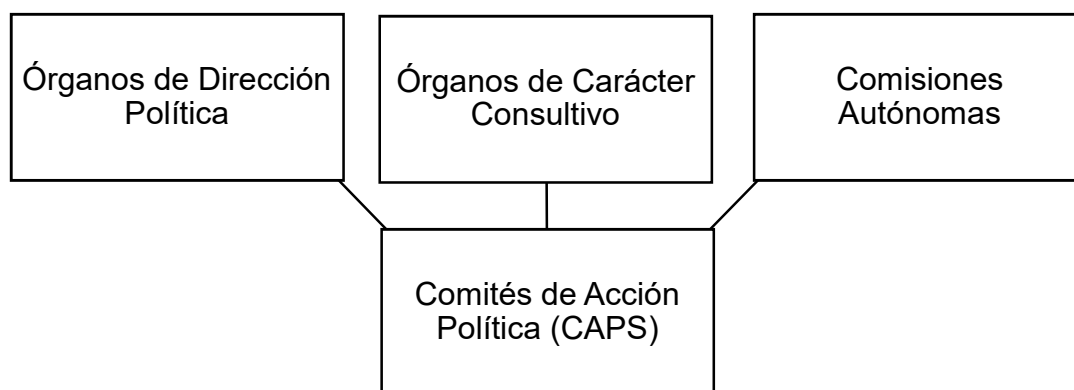 Órganos de Dirección
Política
Órganos de Carácter
Consultivo
Comisiones
Autónomas
Comités de Acción
Política (CAPS)